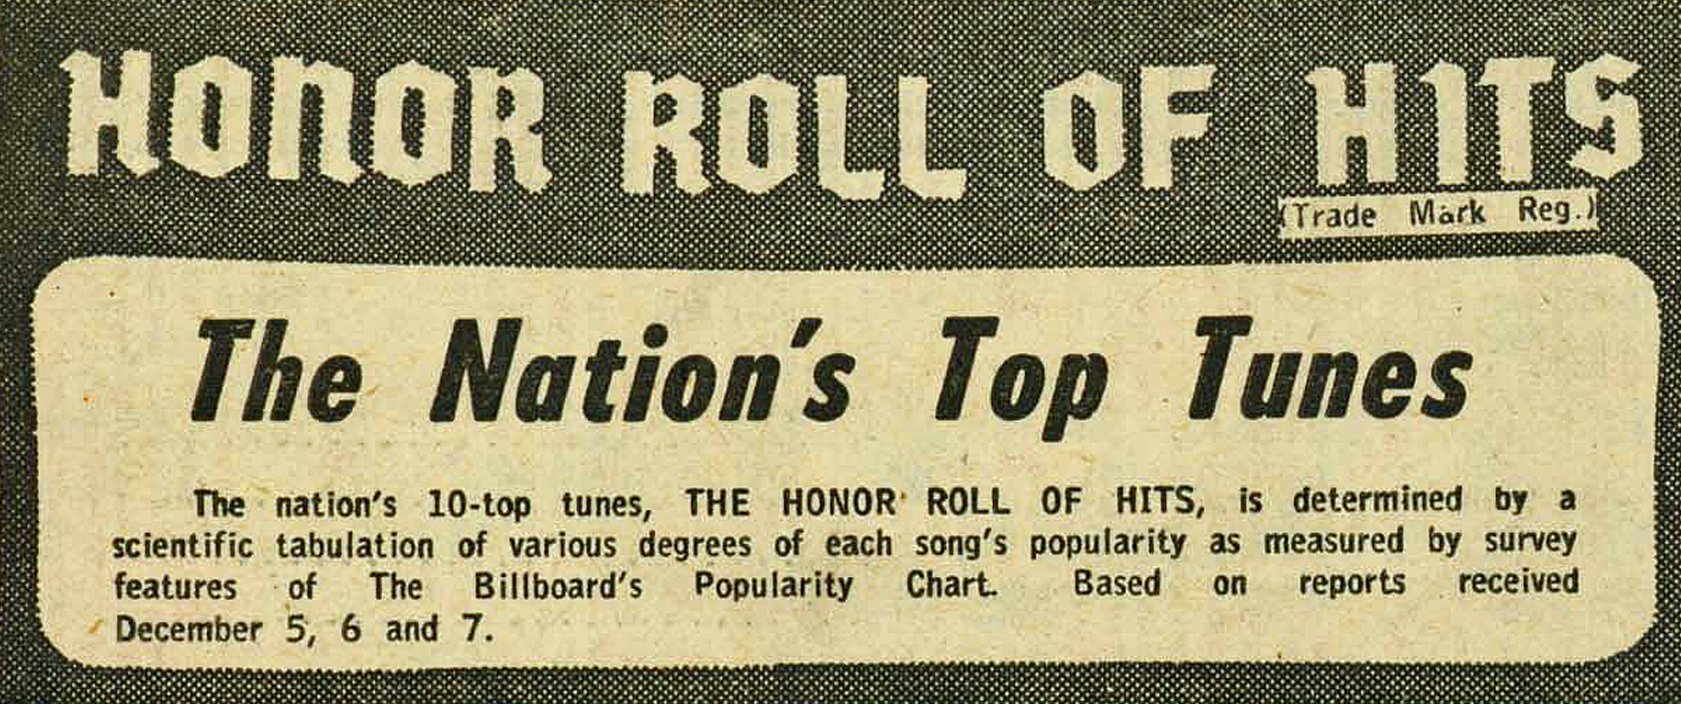 HONOR ROLL OF HITS
(Trade Mark Reg.)
The Nation's Top Tunes
The nation's 10-top tunes, THE HONOR ROLL OF HITS, is determined by a
scientific tabulation of various degrees of each song's popularity as measured by survey
features of The Billboard's Popularity Chart. Based on reports received
December 5, 6 and 7.